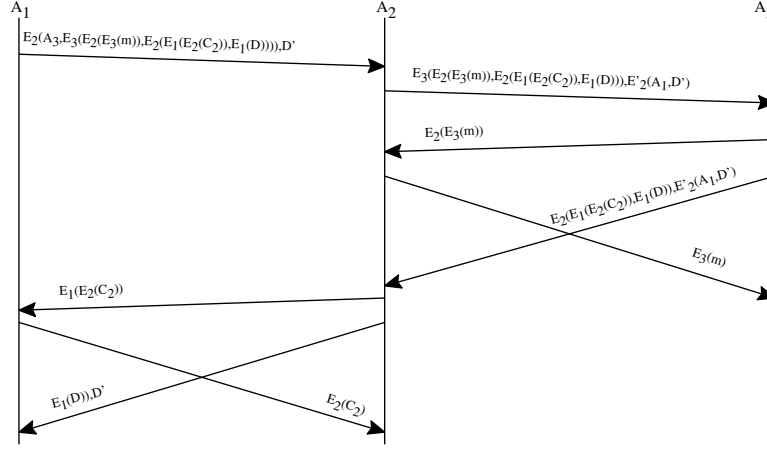 A1
A2
A
E2(A3,E3(E2(E3(m)),E2(E1(E2(C2)),E1(D)))),D’
E3(E2(E3(m)),E2(E1(E2(C2)),E1(D))),E’2(A1,D’)
E2(E3(m))
E2(E1(E2(C2)),E1(D)),E’2(A1,D’)
E3(m)
E1(E2(C2))
E1(D)),D’
E2(C2)